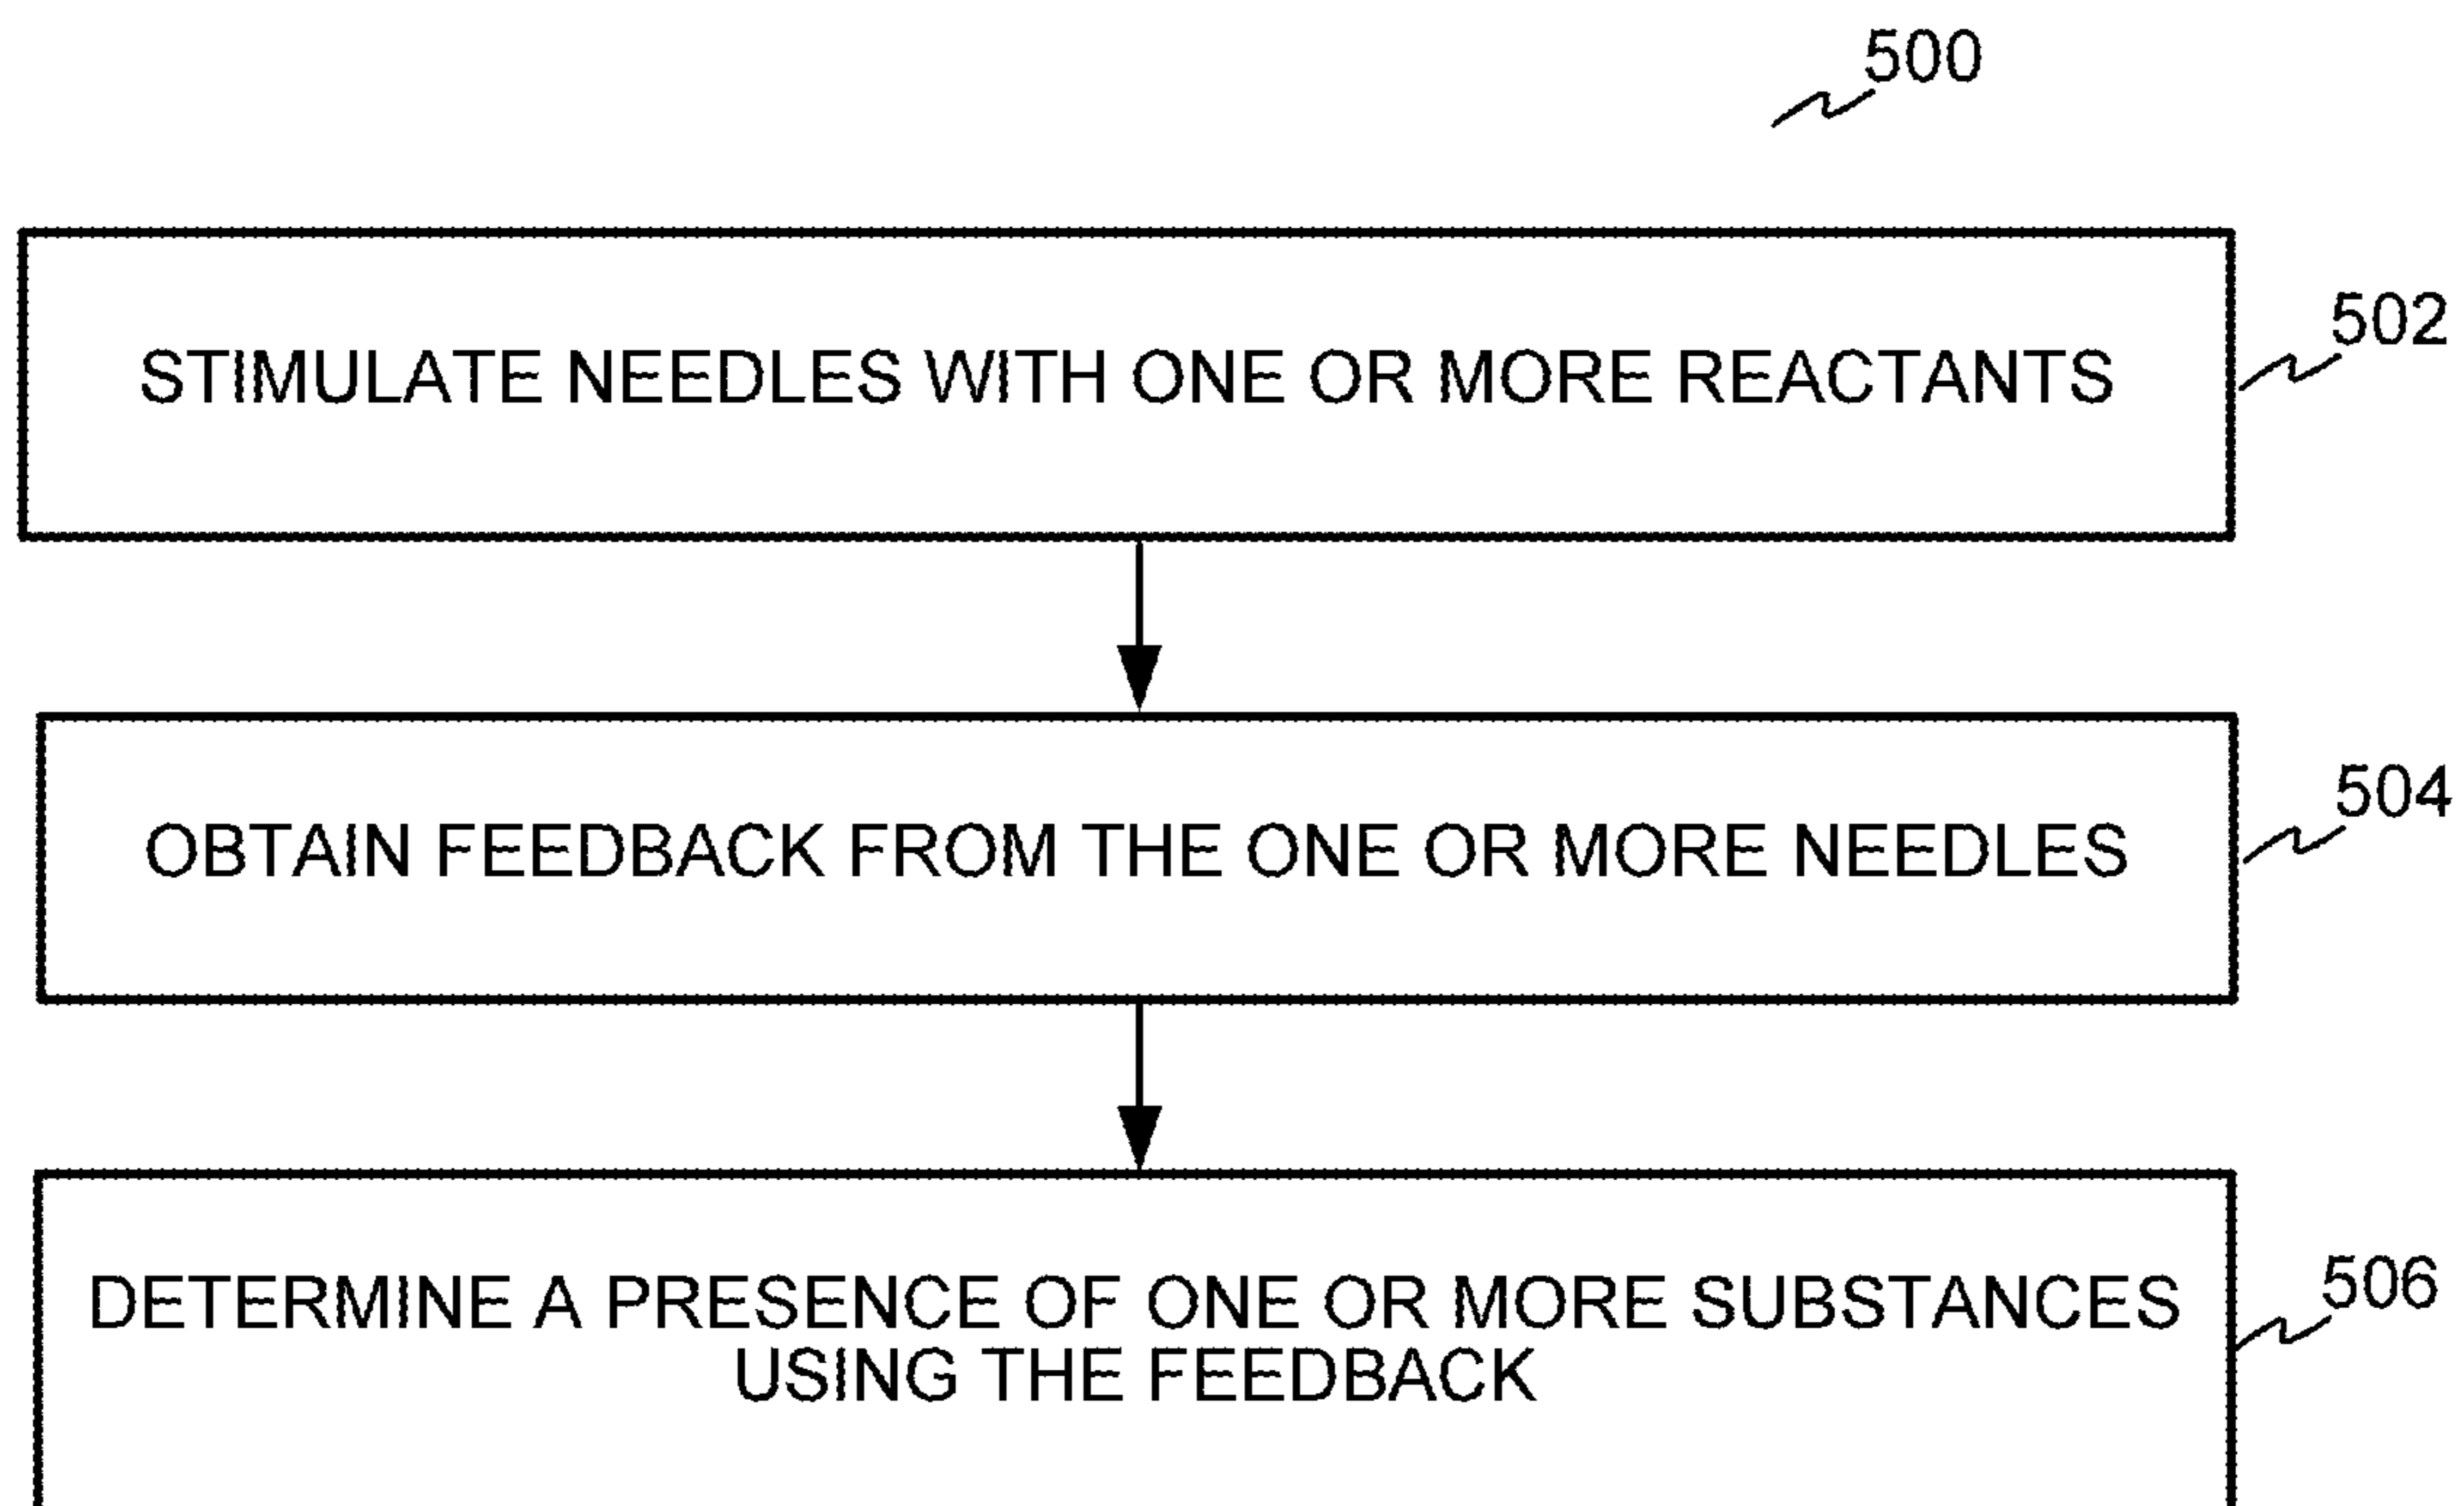 500
STIMULATE NEEDLES WITH ONE OR MORE REACTANTS
502
OBTAIN FEEDBACK FROM THE ONE OR MORE NEEDLES
504
DETERMINE A PRESENCE OF ONE OR MORE SUBSTANCES
USING THE FEEDBACK
506